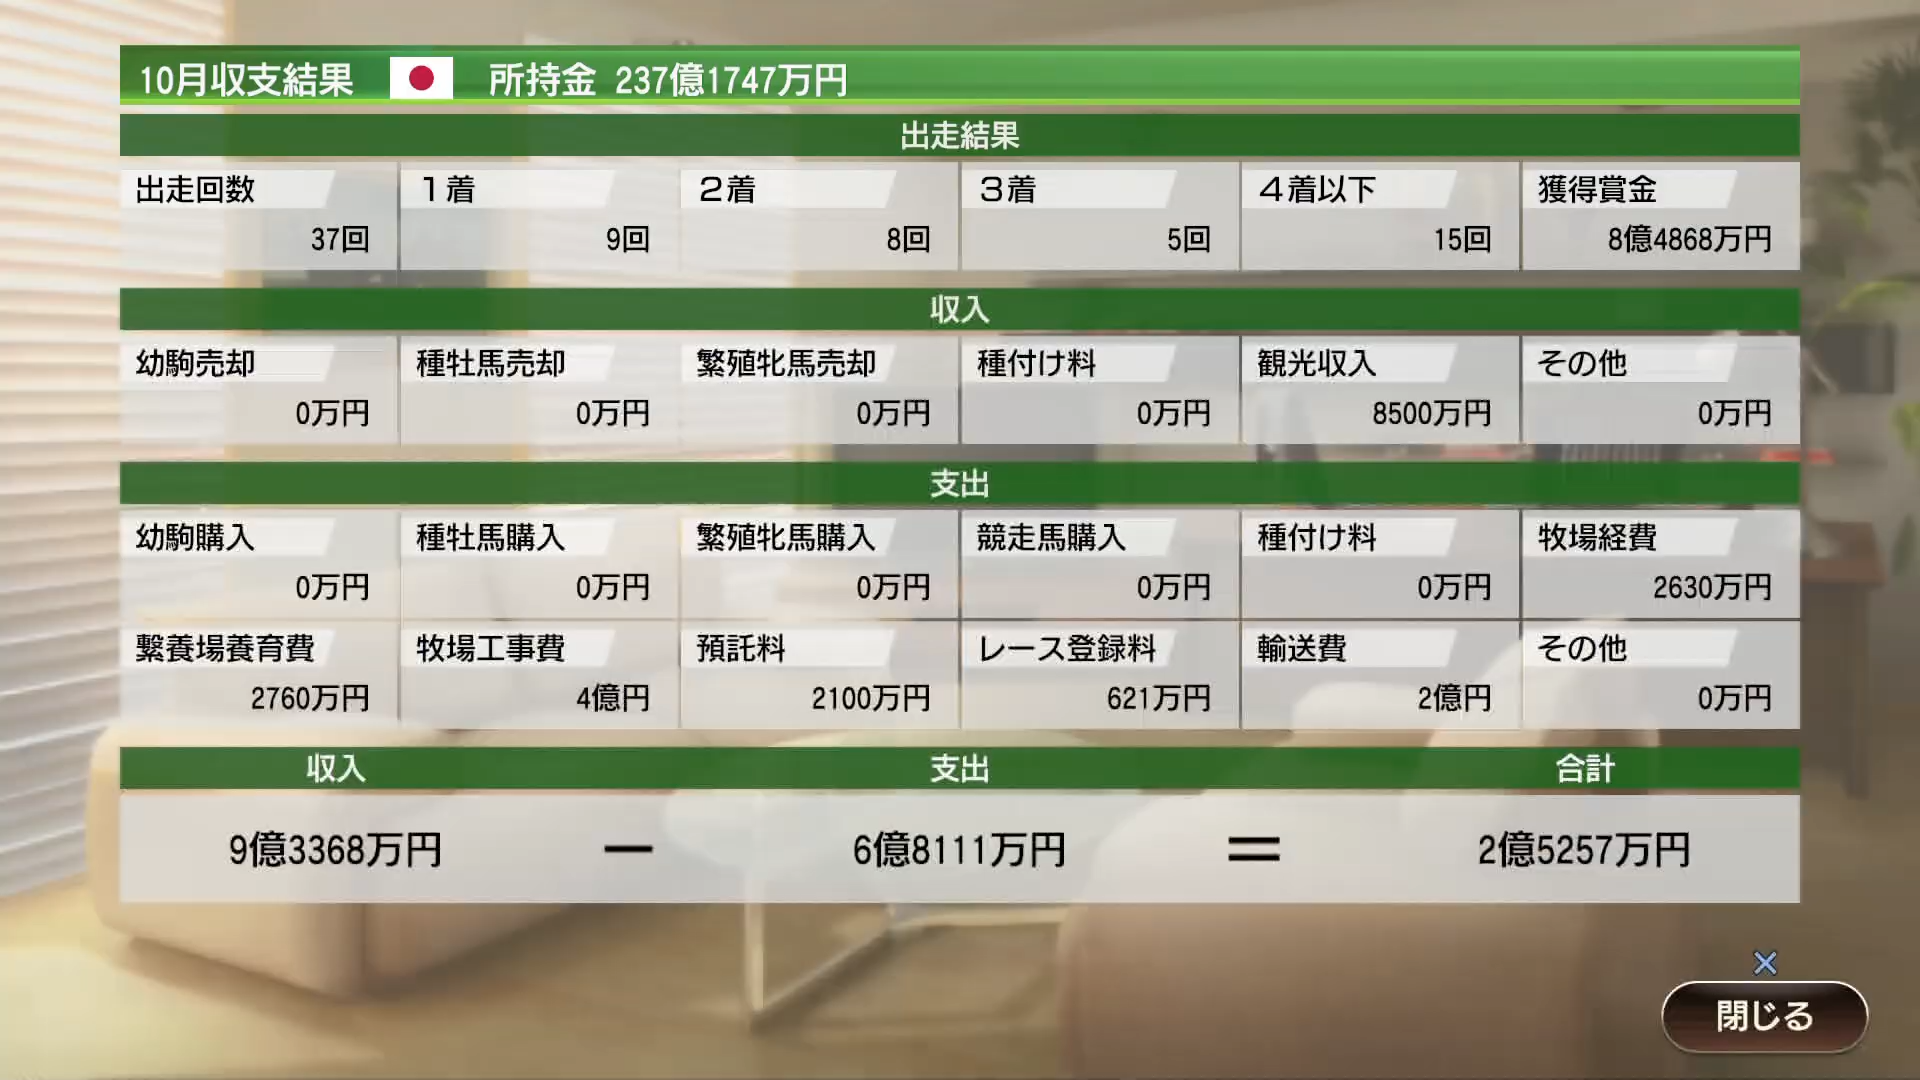 10月収支結果 所持金 237億1747万円
出走結果
出走回数 1着 2着 3着 4着以下 獲得賞金
37回 9回 8回 5回 15回 8億4868万円
収入
幼駒売却 種牡馬売却 繁殖牝馬売却 種付け料 観光収入 その他
0万円 0万円 0万円 0万円 8500万円 0万円
支出
幼駒購入 種牡馬購入 繁殖牝馬購入 競走馬購入 種付け料 牧場経費
0万円 0万円 0万円 0万円 0万円 2630万円
繋養場養育費 牧場工事費 預託料 レース登録料 輸送費 その他
2760万円 4億円 2100万円 621万円 2億円 0万円
収入 支出 合計
9億3368万円 − 6億8111万円 = 2億5257万円
×
閉じる